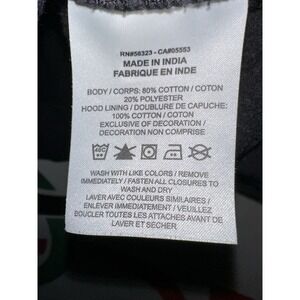 RN#56323 - CA#05553
MADE IN INDIA
FABRIQUE EN INDE
BODY / CORPS: 80% COTTON / COTON
20% POLYESTER
HOOD LINING / DOUBLURE DE CAPUCHE:
100% COTTON / COTON
EXCLUSIVE OF DECORATION /
DECORATION NON COMPRISE
40C
WASH WITH LIKE COLORS / REMOVE
IMMEDIATELY / FASTEN ALL CLOSURES TO
WASH AND DRY
LAVER AVEC COULEURS SIMILAIRES /
ENLEVER IMMEDIATEMENT / VEUILLEZ
BOUCLER TOUTES LES ATTACHES AVANT DE
LAVER ET SECHER